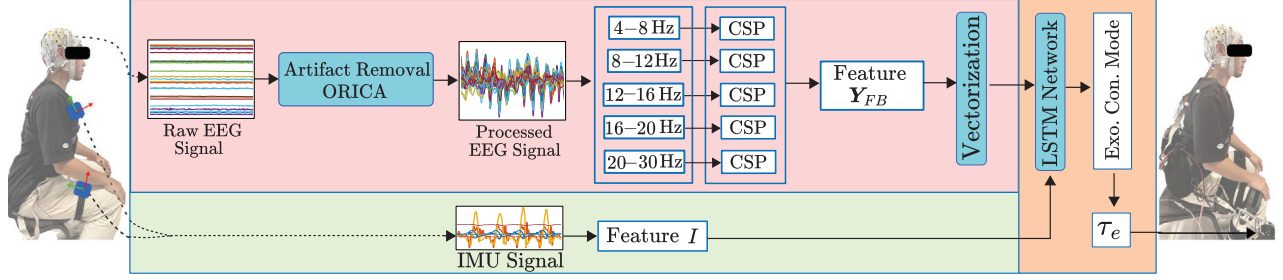 Raw EEG
Signal
Artifact Removal
ORICA
Processed
EEG Signal
4–8 Hz
8–12Hz
12–16 Hz
16–20 Hz
20–30 Hz
CSP
CSP
CSP
CSP
CSP
Feature
Y_FB
Vectorization
LSTM Network
Exo. Con. Mode
τ_e
IMU Signal
Feature I